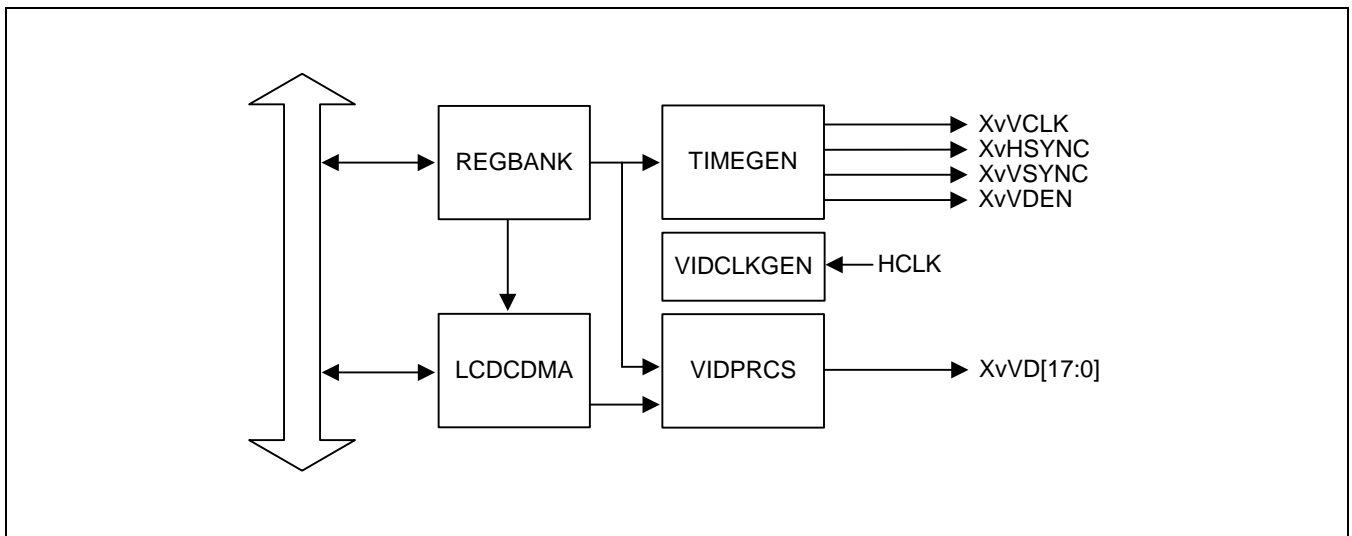 REGBANK
TIMEGEN
XvVCLK
XvHSYNC
XvVSYNC
XvVDEN
VIDCLKGEN
HCLK
LCDCDMA
VIDPRCS
XvVD[17:0]